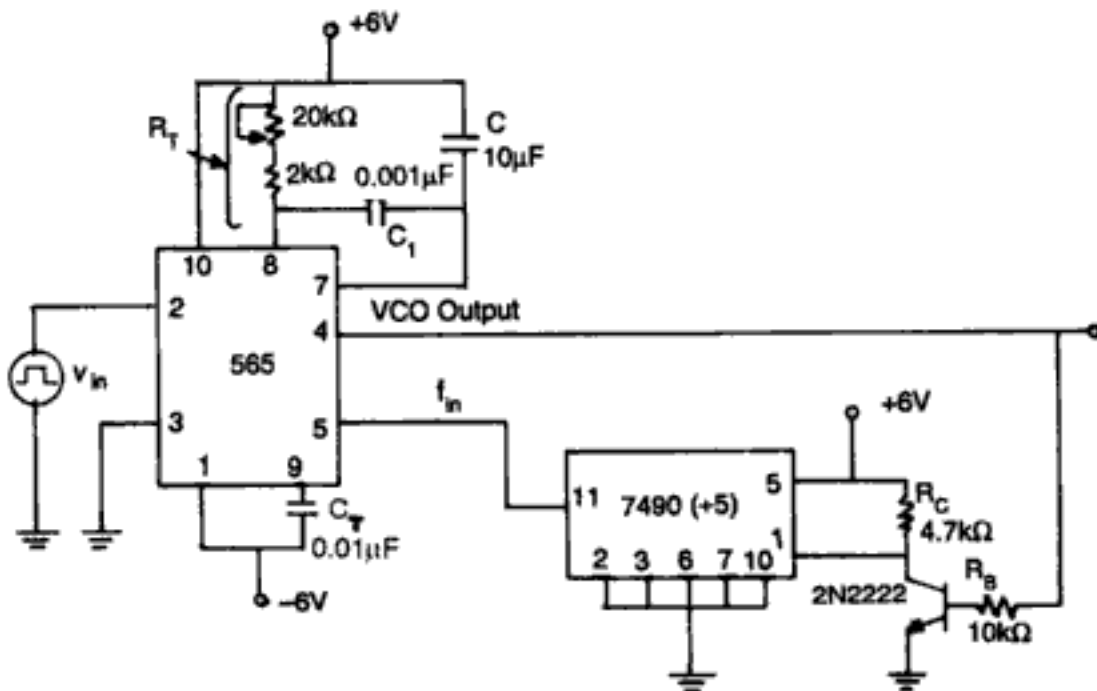 +6V
R_T
20kΩ
2kΩ
0.001μF
C
10μF
C_1
10
8
7
2
VCO Output
4
565
v_in
f_in
3
5
1
9
C_T
0.01μF
-6V
+6V
11
7490 (+5)
5
1
R_C
4.7kΩ
2
3
6
7
10
2N2222
R_B
10kΩ